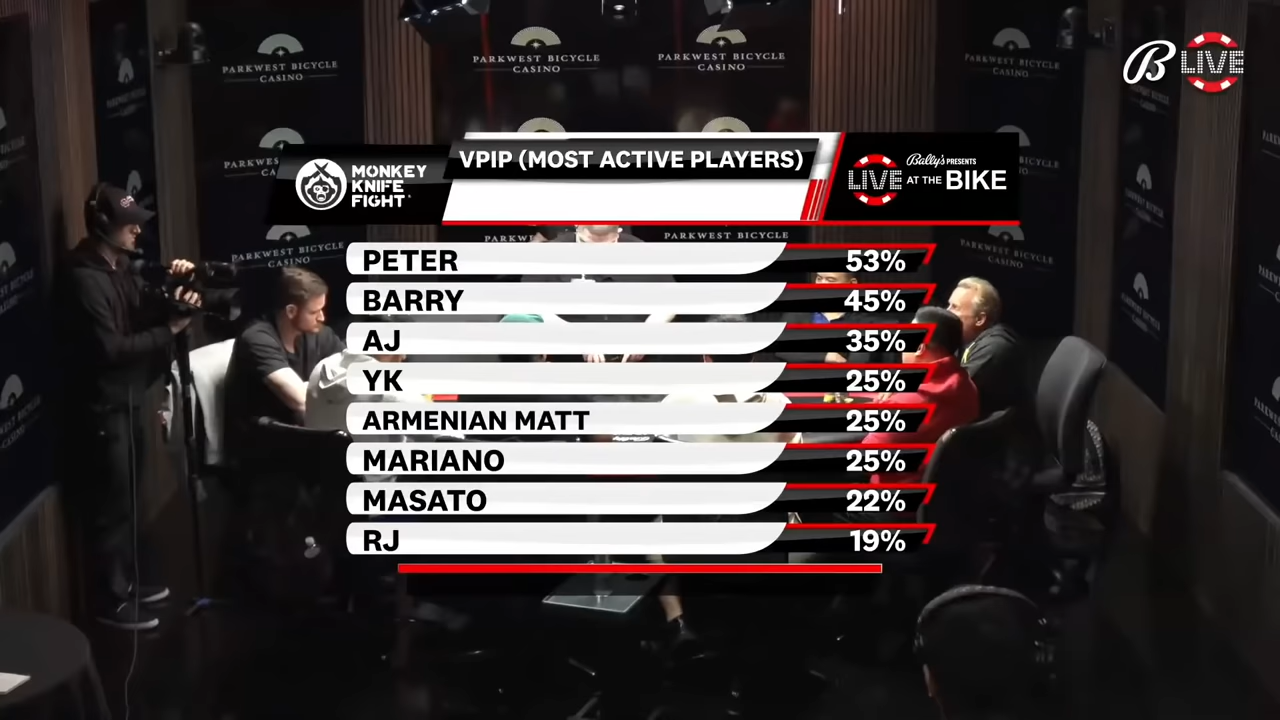 PARKWEST BICYCLE
CASINO
PARKWEST BICYCLE
CASINO
PARKWEST BICYCLE
CASINO
PARKWEST BICYCLE
CASINO
B LIVE
MONKEY
KNIFE
FIGHT
VPIP (MOST ACTIVE PLAYERS)
Bally's PRESENTS
LIVE AT THE BIKE
PARKWEST BICYCLE
PETER 53%
BARRY 45%
AJ 35%
YK 25%
ARMENIAN MATT 25%
MARIANO 25%
MASATO 22%
RJ 19%